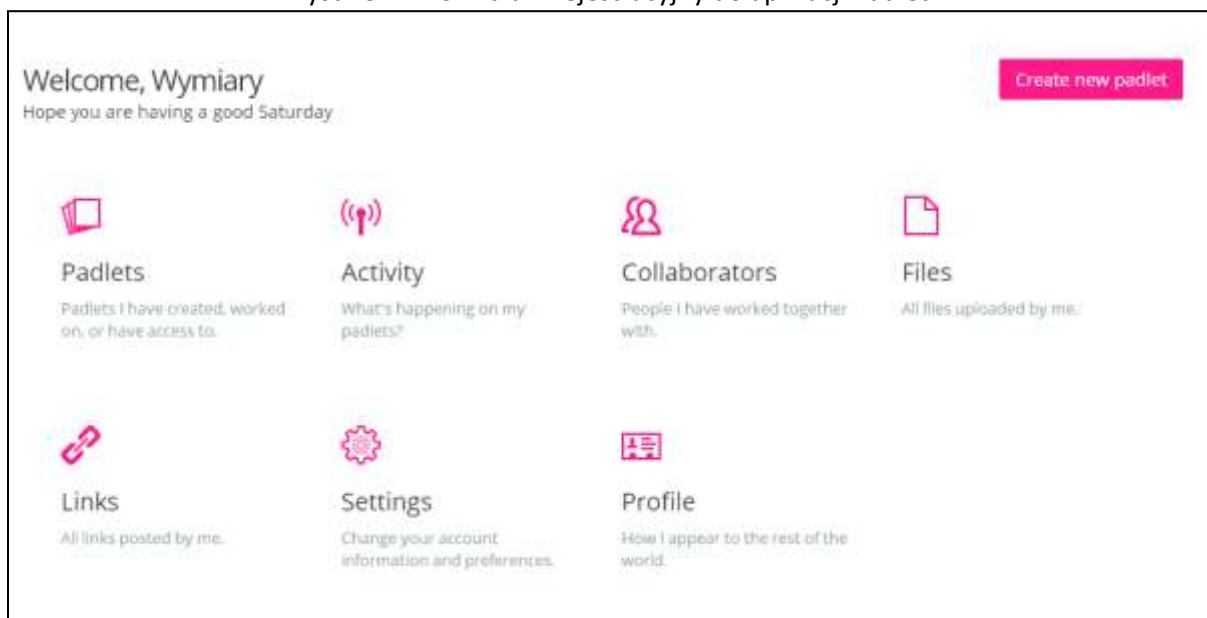 Welcome, Wymiary
Create new padlet
Hope you are having a good Saturday
Padlets
Padlets I have created, worked
on, or have access to.
Activity
What's happening on my
padlets?
Collaborators
People I have worked together
with.
Files
All files uploaded by me.
Links
All links posted by me.
Settings
Change your account
information and preferences.
Profile
How I appear to the rest of the
world.